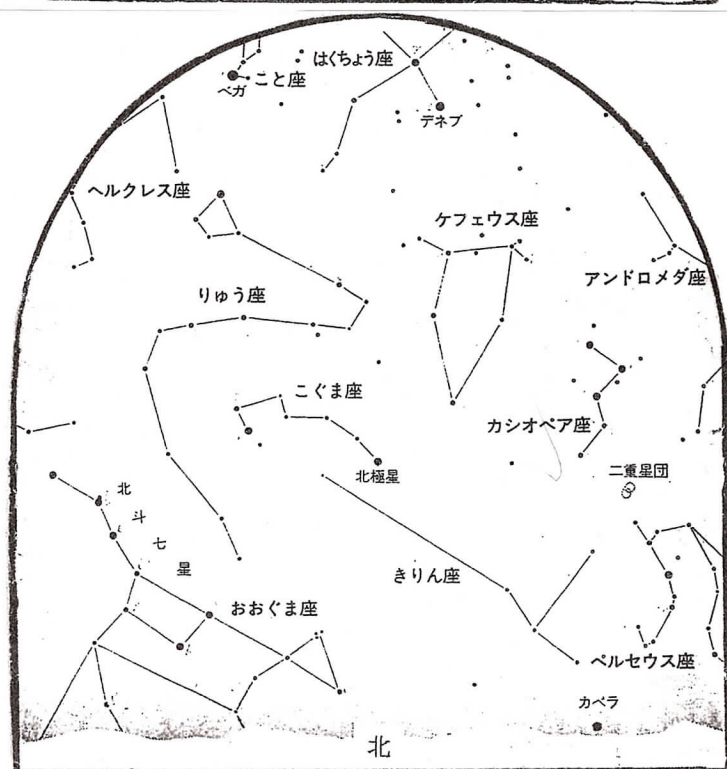 はくちょう座
こと座
ベガ
デネブ
ヘルクレス座
ケフェウス座
アンドロメダ座
りゅう座
こぐま座
カシオペア座
北極星
二重星団
北斗七星
きりん座
おおぐま座
ペルセウス座
カペラ
北